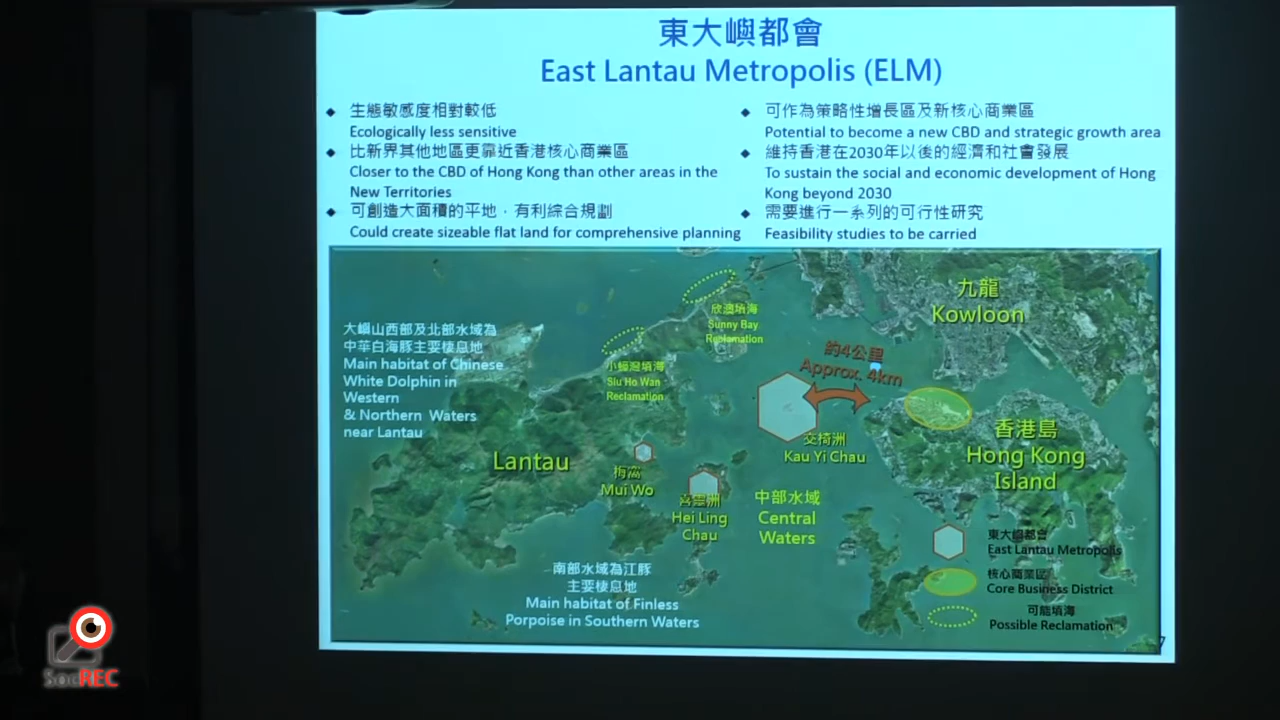 東大嶼都會
East Lantau Metropolis (ELM)
生態敏感度相對較低
Ecologically less sensitive
比新界其他地區更靠近香港核心商業區
Closer to the CBD of Hong Kong than other areas in the
New Territories
可創造大面積的平地，有利綜合規劃
Could create sizeable flat land for comprehensive planning
可作為策略性增長區及新核心商業區
Potential to become a new CBD and strategic growth area
維持香港在2030年以後的經濟和社會發展
To sustain the social and economic development of Hong
Kong beyond 2030
需要進行一系列的可行性研究
Feasibility studies to be carried
大嶼山西部及北部水域為
中華白海豚主要棲息地
Main habitat of Chinese
White Dolphin in
Western
& Northern Waters
near Lantau
欣澳填海
Sunny Bay
Reclamation
小蠔灣填海
Siu Ho Wan
Reclamation
九龍
Kowloon
約4公里
Approx. 4km
交椅洲
Kau Yi Chau
香港島
Hong Kong
Island
Lantau
梅窩
Mui Wo
喜靈洲
Hei Ling
Chau
中部水域
Central
Waters
南部水域為江豚
主要棲息地
Main habitat of Finless
Porpoise in Southern Waters
東大嶼都會
East Lantau Metropolis
核心商業區
Core Business District
可能填海
Possible Reclamation
7
SocREC